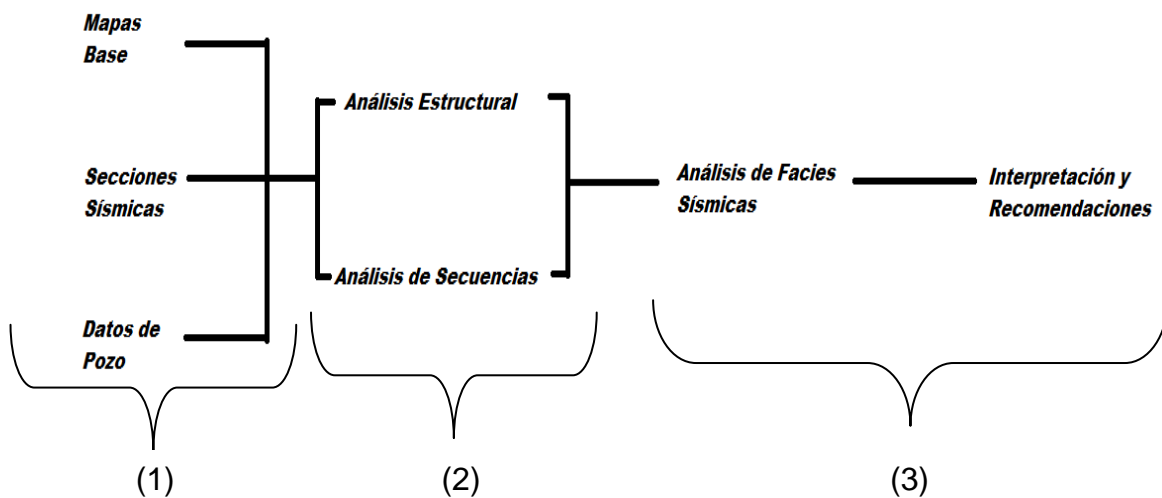 Mapas
Base
Secciones
Sísmicas
Datos de
Pozo
Análisis Estructural
Análisis de Secuencias
Análisis de Facies
Sísmicas
Interpretación y
Recomendaciones
(1)
(2)
(3)